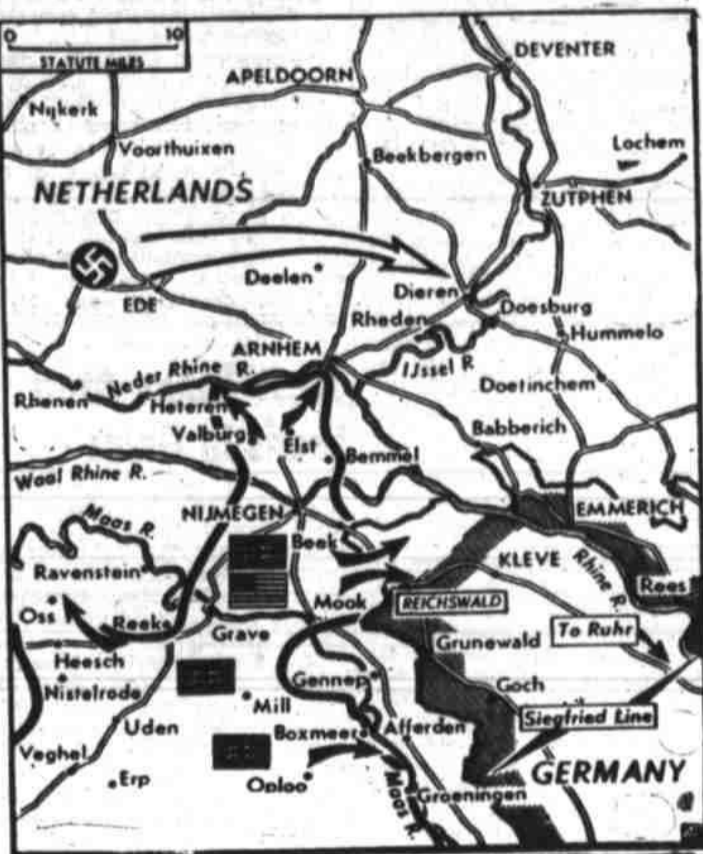 0 10
STATUTE MILES
DEVENTER
APELDOORN
Nijkerk
Voorthuizen
Beekbergen
Lochem
NETHERLANDS
ZUTPHEN
EDE
Deelen
Dieren
Doesburg
Rheden
Hummelo
ARNHEM
IJssel R
Neder Rhine R.
Rhenen
Heteren
Doetinchem
Valburg
Elst
Bemmel
Babberich
Waal Rhine R.
NIJMEGEN
EMMERICH
Maas R.
Beek
KLEVE
Rhine R.
Ravenstein
Rees
Oss
Reek
Grave
Mook
REICHSWALD
To Ruhr
Heesch
Grunewald
Nistelrode
Gennep
Goch
Mill
Uden
Boxmeer
Afferden
Siegfried Line
Veghel
Erp
Oploo
Maas R.
Groeningen
GERMANY